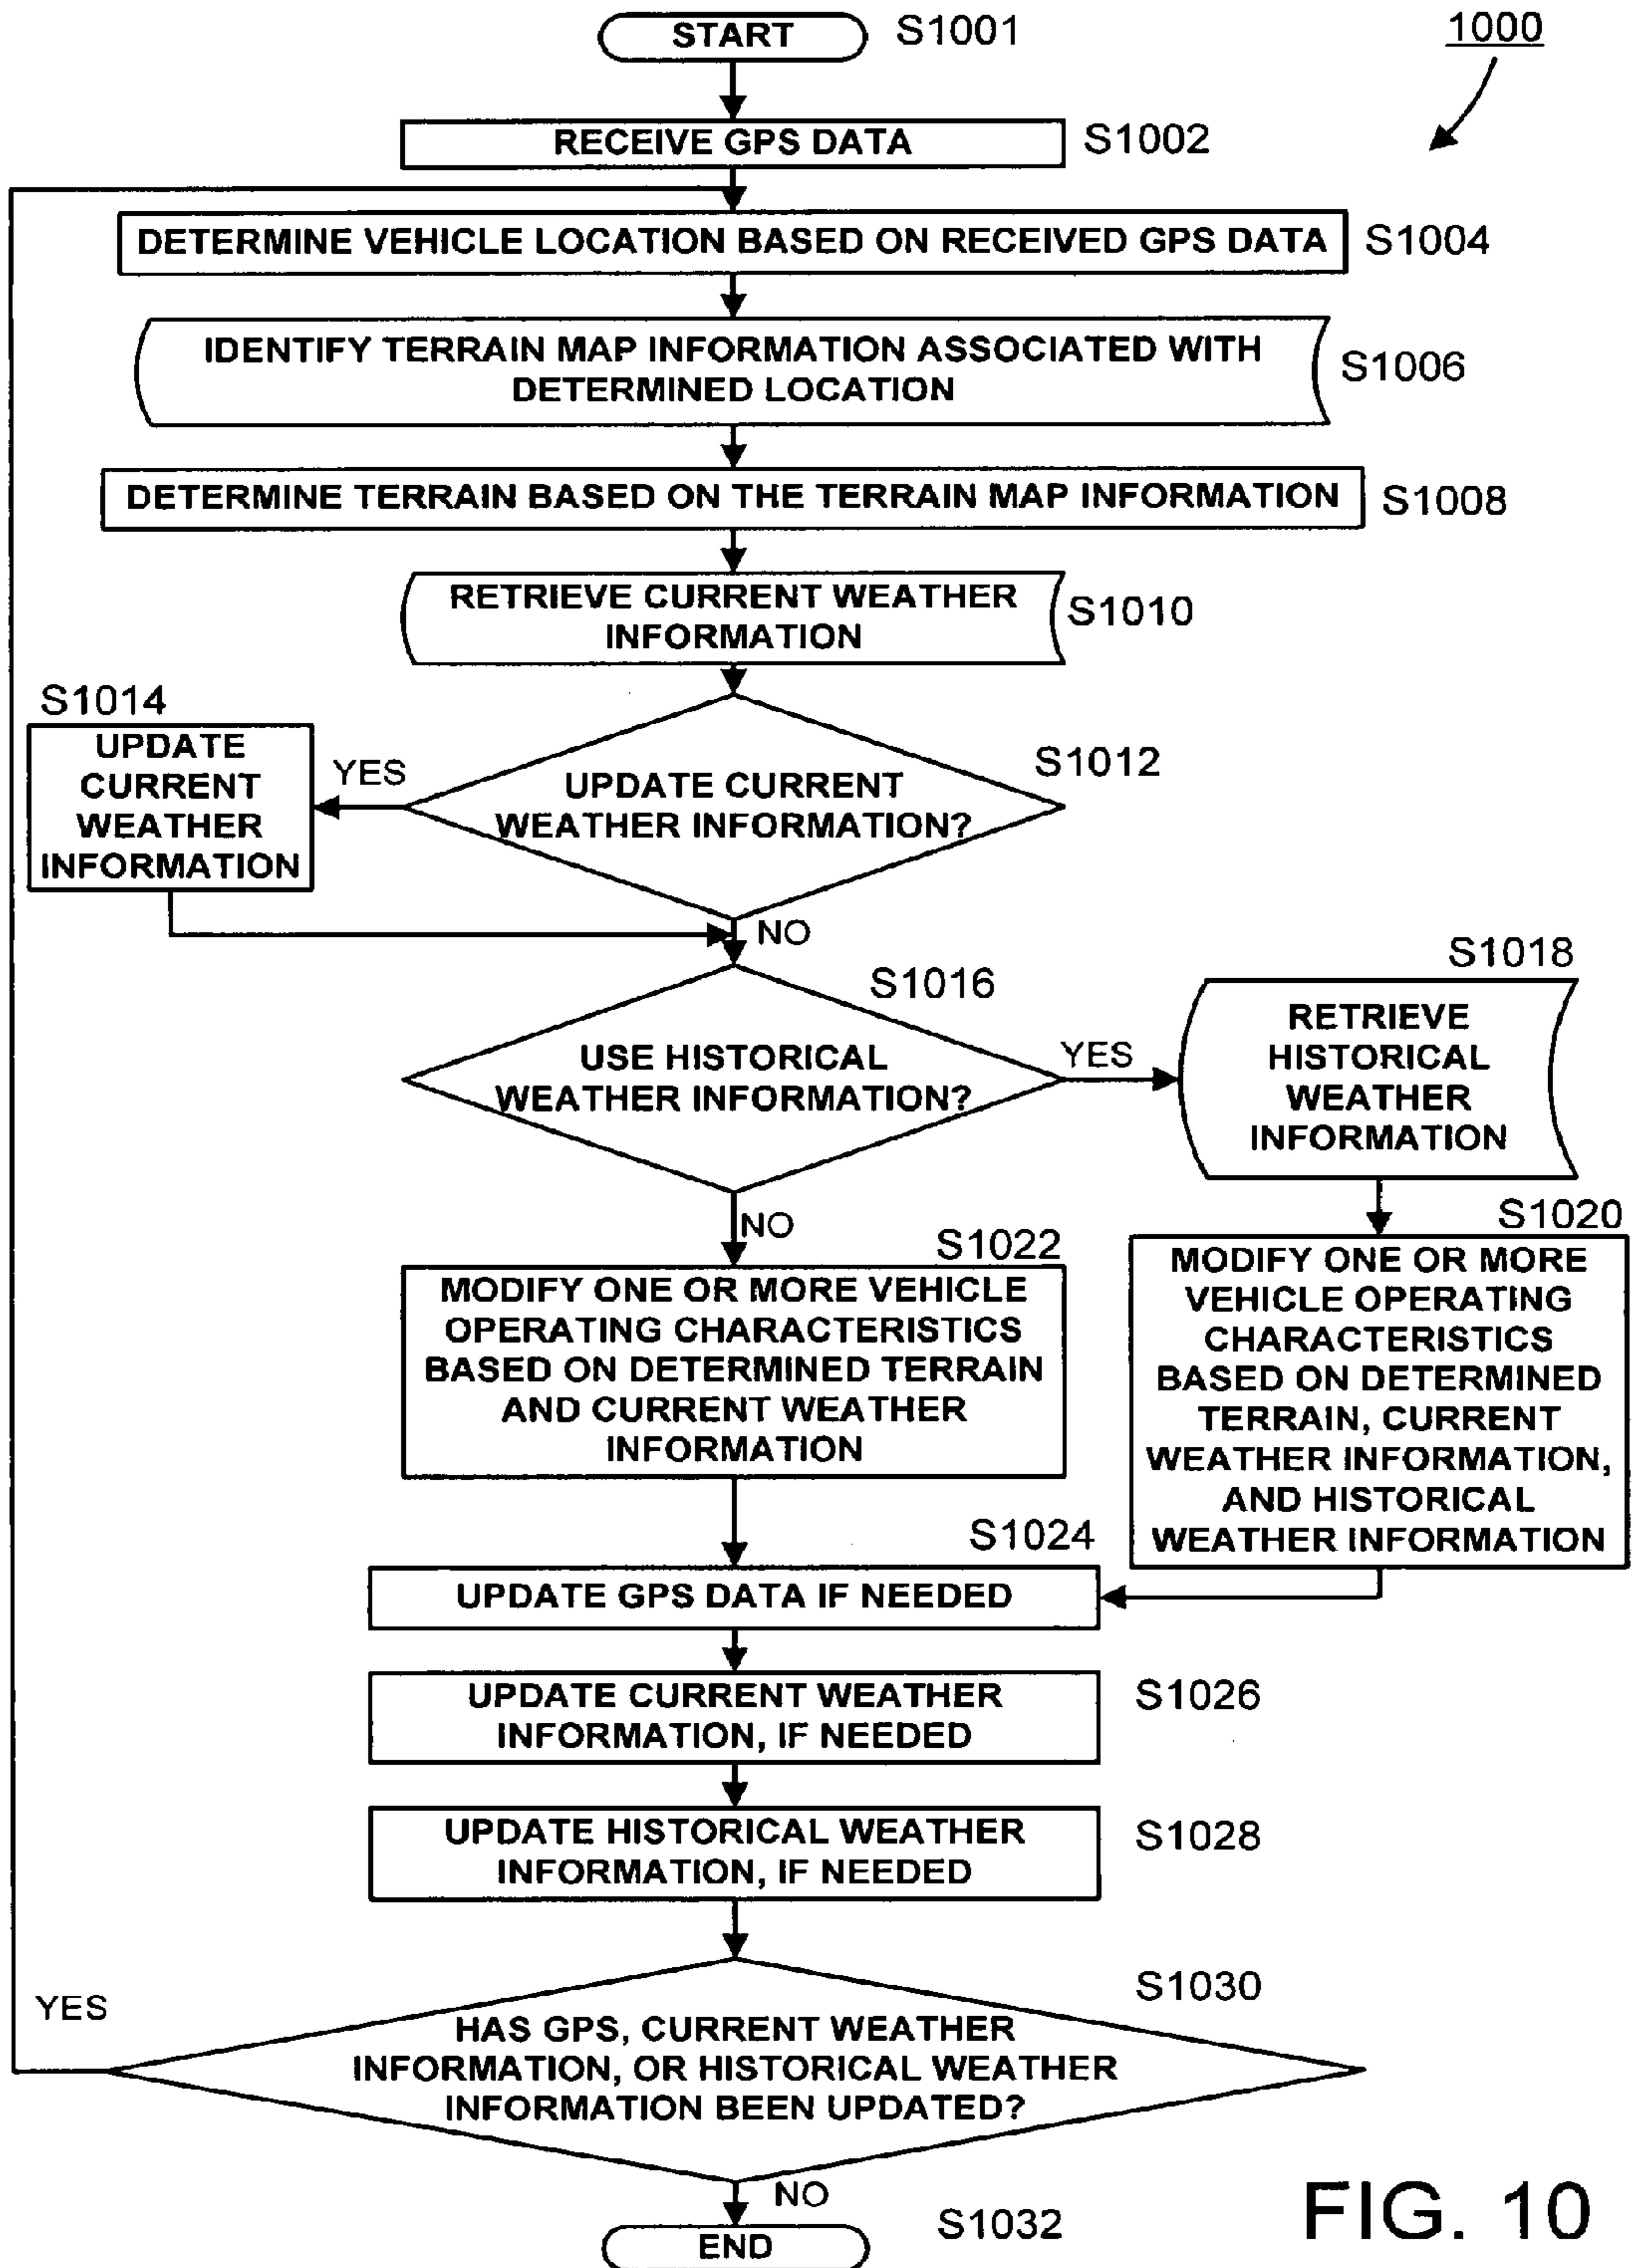 START
S1001
1000
RECEIVE GPS DATA
S1002
DETERMINE VEHICLE LOCATION BASED ON RECEIVED GPS DATA
S1004
IDENTIFY TERRAIN MAP INFORMATION ASSOCIATED WITH
DETERMINED LOCATION
S1006
DETERMINE TERRAIN BASED ON THE TERRAIN MAP INFORMATION
S1008
RETRIEVE CURRENT WEATHER
INFORMATION
S1010
S1014
UPDATE
CURRENT
WEATHER
INFORMATION
YES
UPDATE CURRENT
WEATHER INFORMATION?
S1012
NO
S1016
USE HISTORICAL
WEATHER INFORMATION?
YES
S1018
RETRIEVE
HISTORICAL
WEATHER
INFORMATION
NO
S1022
MODIFY ONE OR MORE VEHICLE
OPERATING CHARACTERISTICS
BASED ON DETERMINED TERRAIN
AND CURRENT WEATHER
INFORMATION
S1020
MODIFY ONE OR MORE
VEHICLE OPERATING
CHARACTERISTICS
BASED ON DETERMINED
TERRAIN, CURRENT
WEATHER INFORMATION,
AND HISTORICAL
WEATHER INFORMATION
S1024
UPDATE GPS DATA IF NEEDED
UPDATE CURRENT WEATHER
INFORMATION, IF NEEDED
S1026
UPDATE HISTORICAL WEATHER
INFORMATION, IF NEEDED
S1028
S1030
YES
HAS GPS, CURRENT WEATHER
INFORMATION, OR HISTORICAL WEATHER
INFORMATION BEEN UPDATED?
NO
END
S1032
FIG. 10